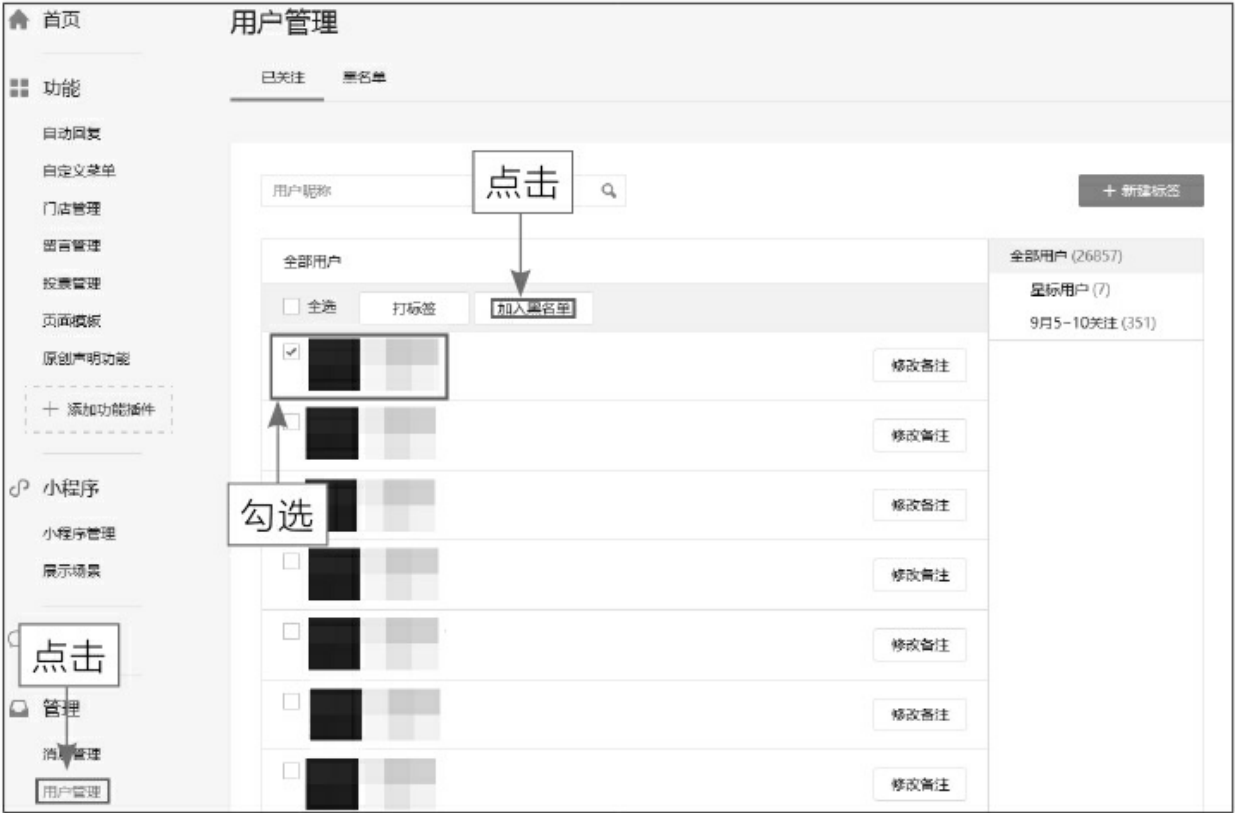 首页
功能
自动回复
自定义菜单
门店管理
留言管理
投票管理
页面模板
原创声明功能
+ 添加功能插件
小程序
小程序管理
展示场景
点击
管理
消息管理
用户管理
用户管理
已关注 黑名单
用户昵称
点击
+ 新建标签
全部用户
全选 打标签 加入黑名单
修改备注
修改备注
勾选
修改备注
修改备注
修改备注
修改备注
修改备注
全部用户 (26857)
星标用户 (7)
9月5-10关注 (351)